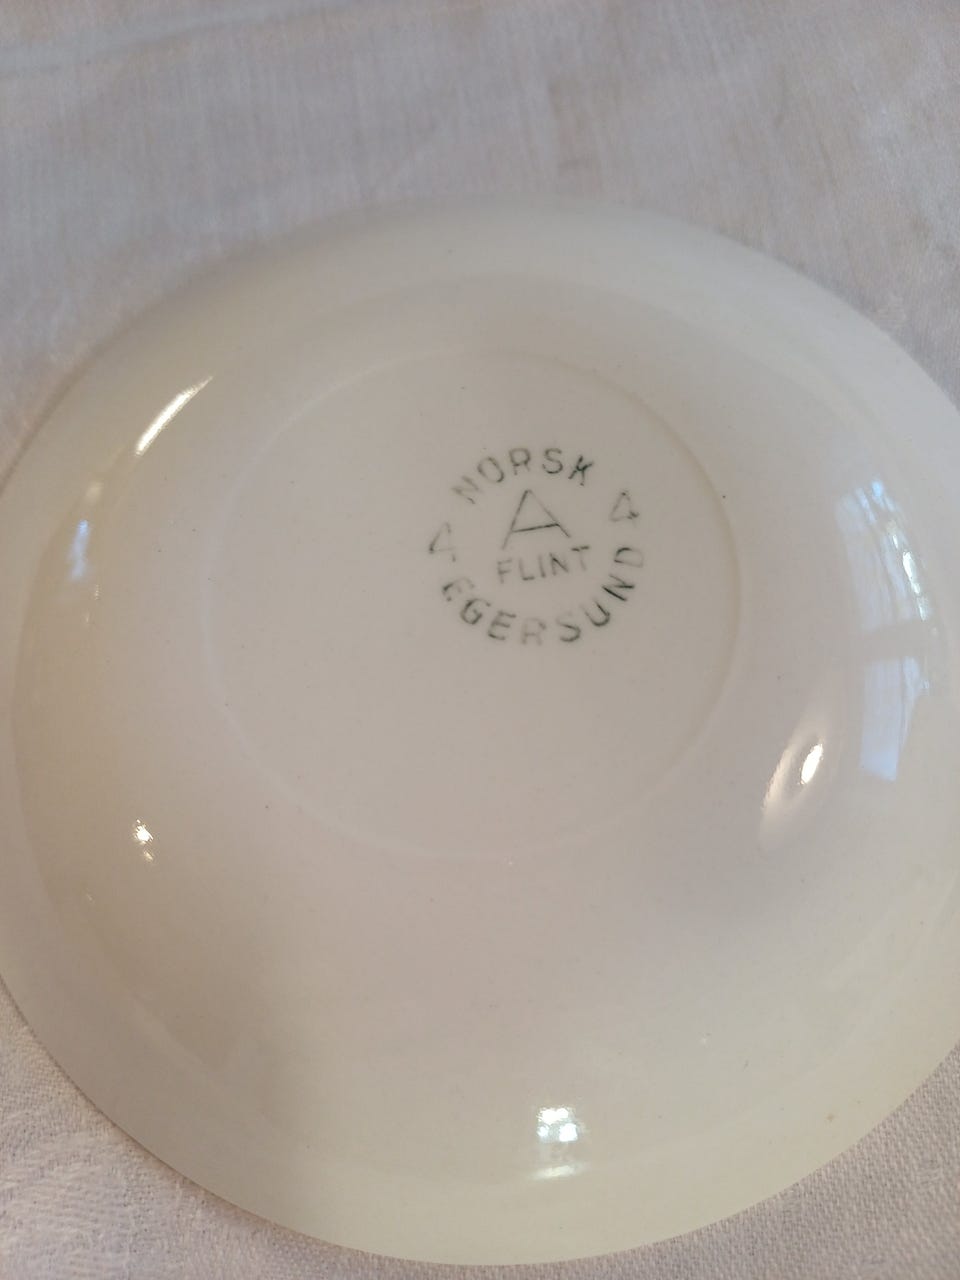 NORSK
A
FLINT
4 4
EGERSUND